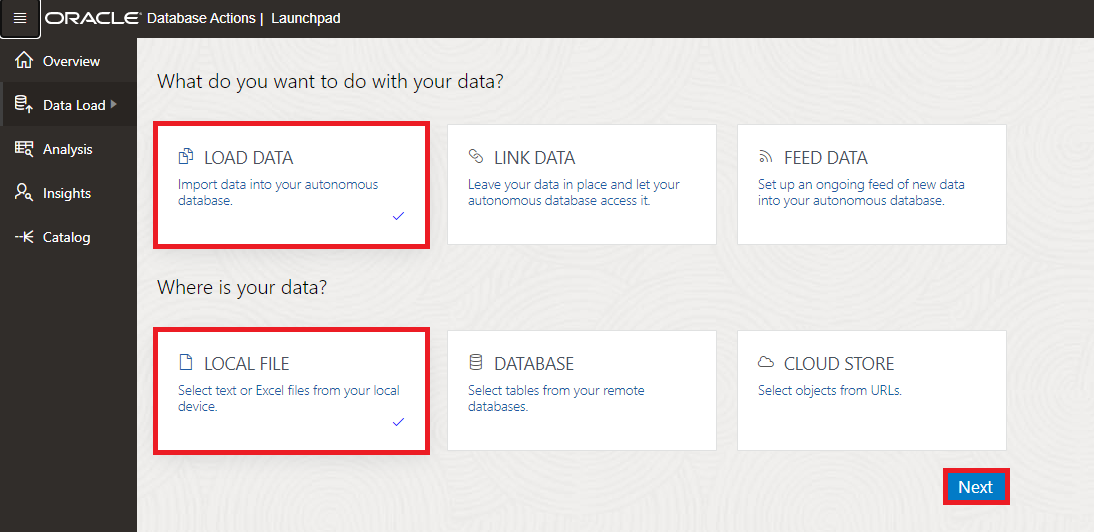 ORACLE Database Actions | Launchpad
Overview
Data Load
Analysis
Insights
Catalog
What do you want to do with your data?
LOAD DATA
Import data into your autonomous
database.
LINK DATA
Leave your data in place and let your
autonomous database access it.
FEED DATA
Set up an ongoing feed of new data
into your autonomous database.
Where is your data?
LOCAL FILE
Select text or Excel files from your local
device.
DATABASE
Select tables from your remote
databases.
CLOUD STORE
Select objects from URLs.
Next